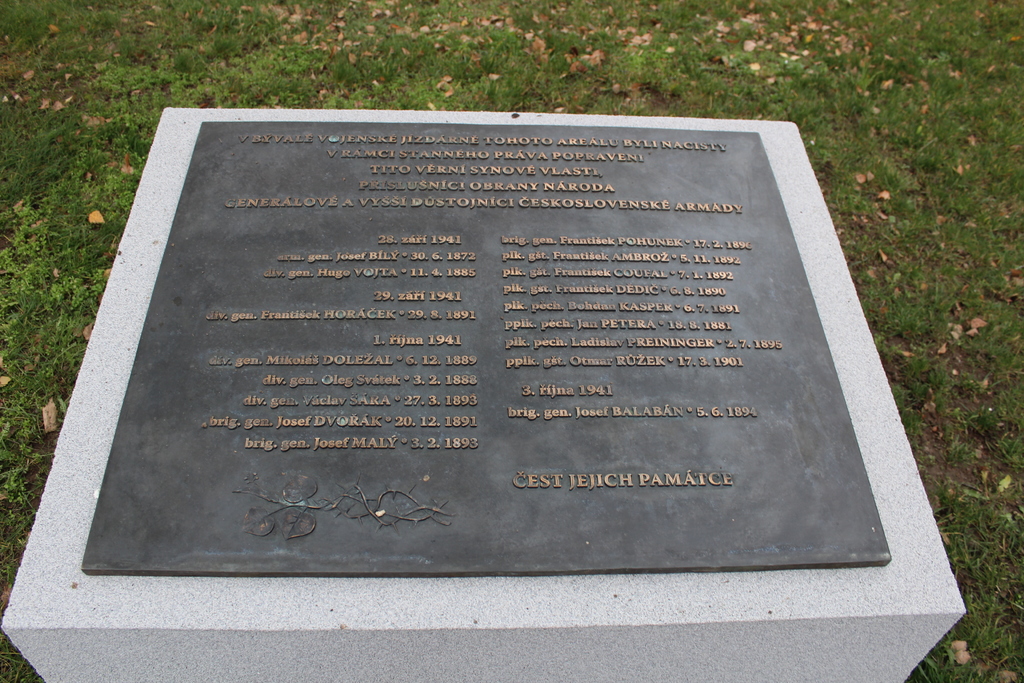 V BÝVALÉ VOJENSKÉ JÍZDÁRNĚ TOHOTO AREÁLU BYLI NACISTY
V RÁMCI STANNÉHO PRÁVA POPRAVENI
TITO VĚRNÍ SYNOVÉ VLASTI,
PŘÍSLUŠNÍCI OBRANY NÁRODA
GENERÁLOVÉ A VYŠŠÍ DŮSTOJNÍCI ČESKOSLOVENSKÉ ARMÁDY
28. září 1941
arm. gen. Josef BÍLÝ * 30. 6. 1872
div. gen. Hugo VOJTA * 11. 4. 1885
29. září 1941
div. gen. František HORÁČEK * 29. 8. 1891
1. října 1941
div. gen. Mikoláš DOLEŽAL * 6. 12. 1889
div. gen. Oleg Svátek * 3. 2. 1888
div. gen. Václav ŠÁRA * 27. 3. 1893
brig. gen. Josef DVOŘÁK * 20. 12. 1891
brig. gen. Josef MALÝ * 3. 2. 1893
brig. gen. František POHUNEK * 17. 2. 1896
plk. gšt. František AMBROŽ * 5. 11. 1892
plk. gšt. František COUFAL * 7. 1. 1892
plk. gšt. František DĚDIČ * 6. 8. 1890
plk. pěch. Bohdan KAŠPER * 6. 7. 1891
pplk. pěch. Jan PETERA * 18. 8. 1881
plk. pěch. Ladislav PREININGER * 2. 7. 1895
pplk. gšt. Otmar RŮŽEK * 17. 3. 1901
3. října 1941
brig. gen. Josef BALABÁN * 5. 6. 1894
ČEST JEJICH PAMÁTCE